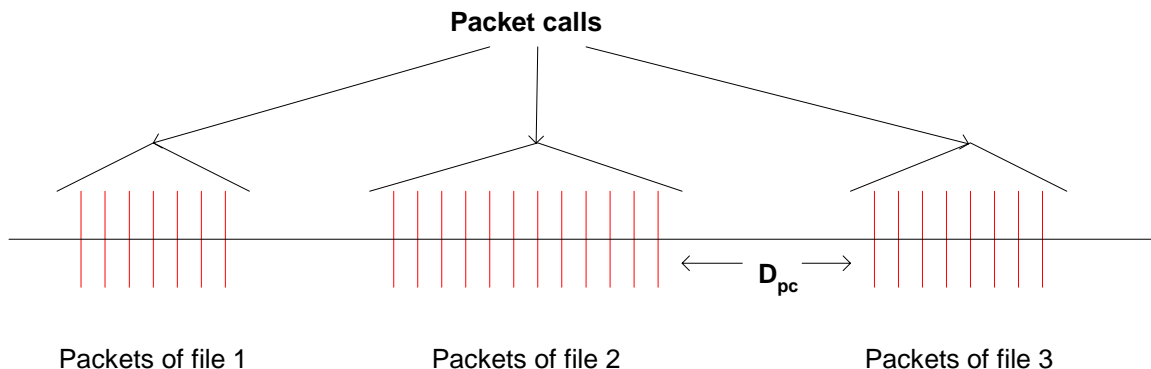 Packet calls
Dpc
Packets of file 1 Packets of file 2 Packets of file 3